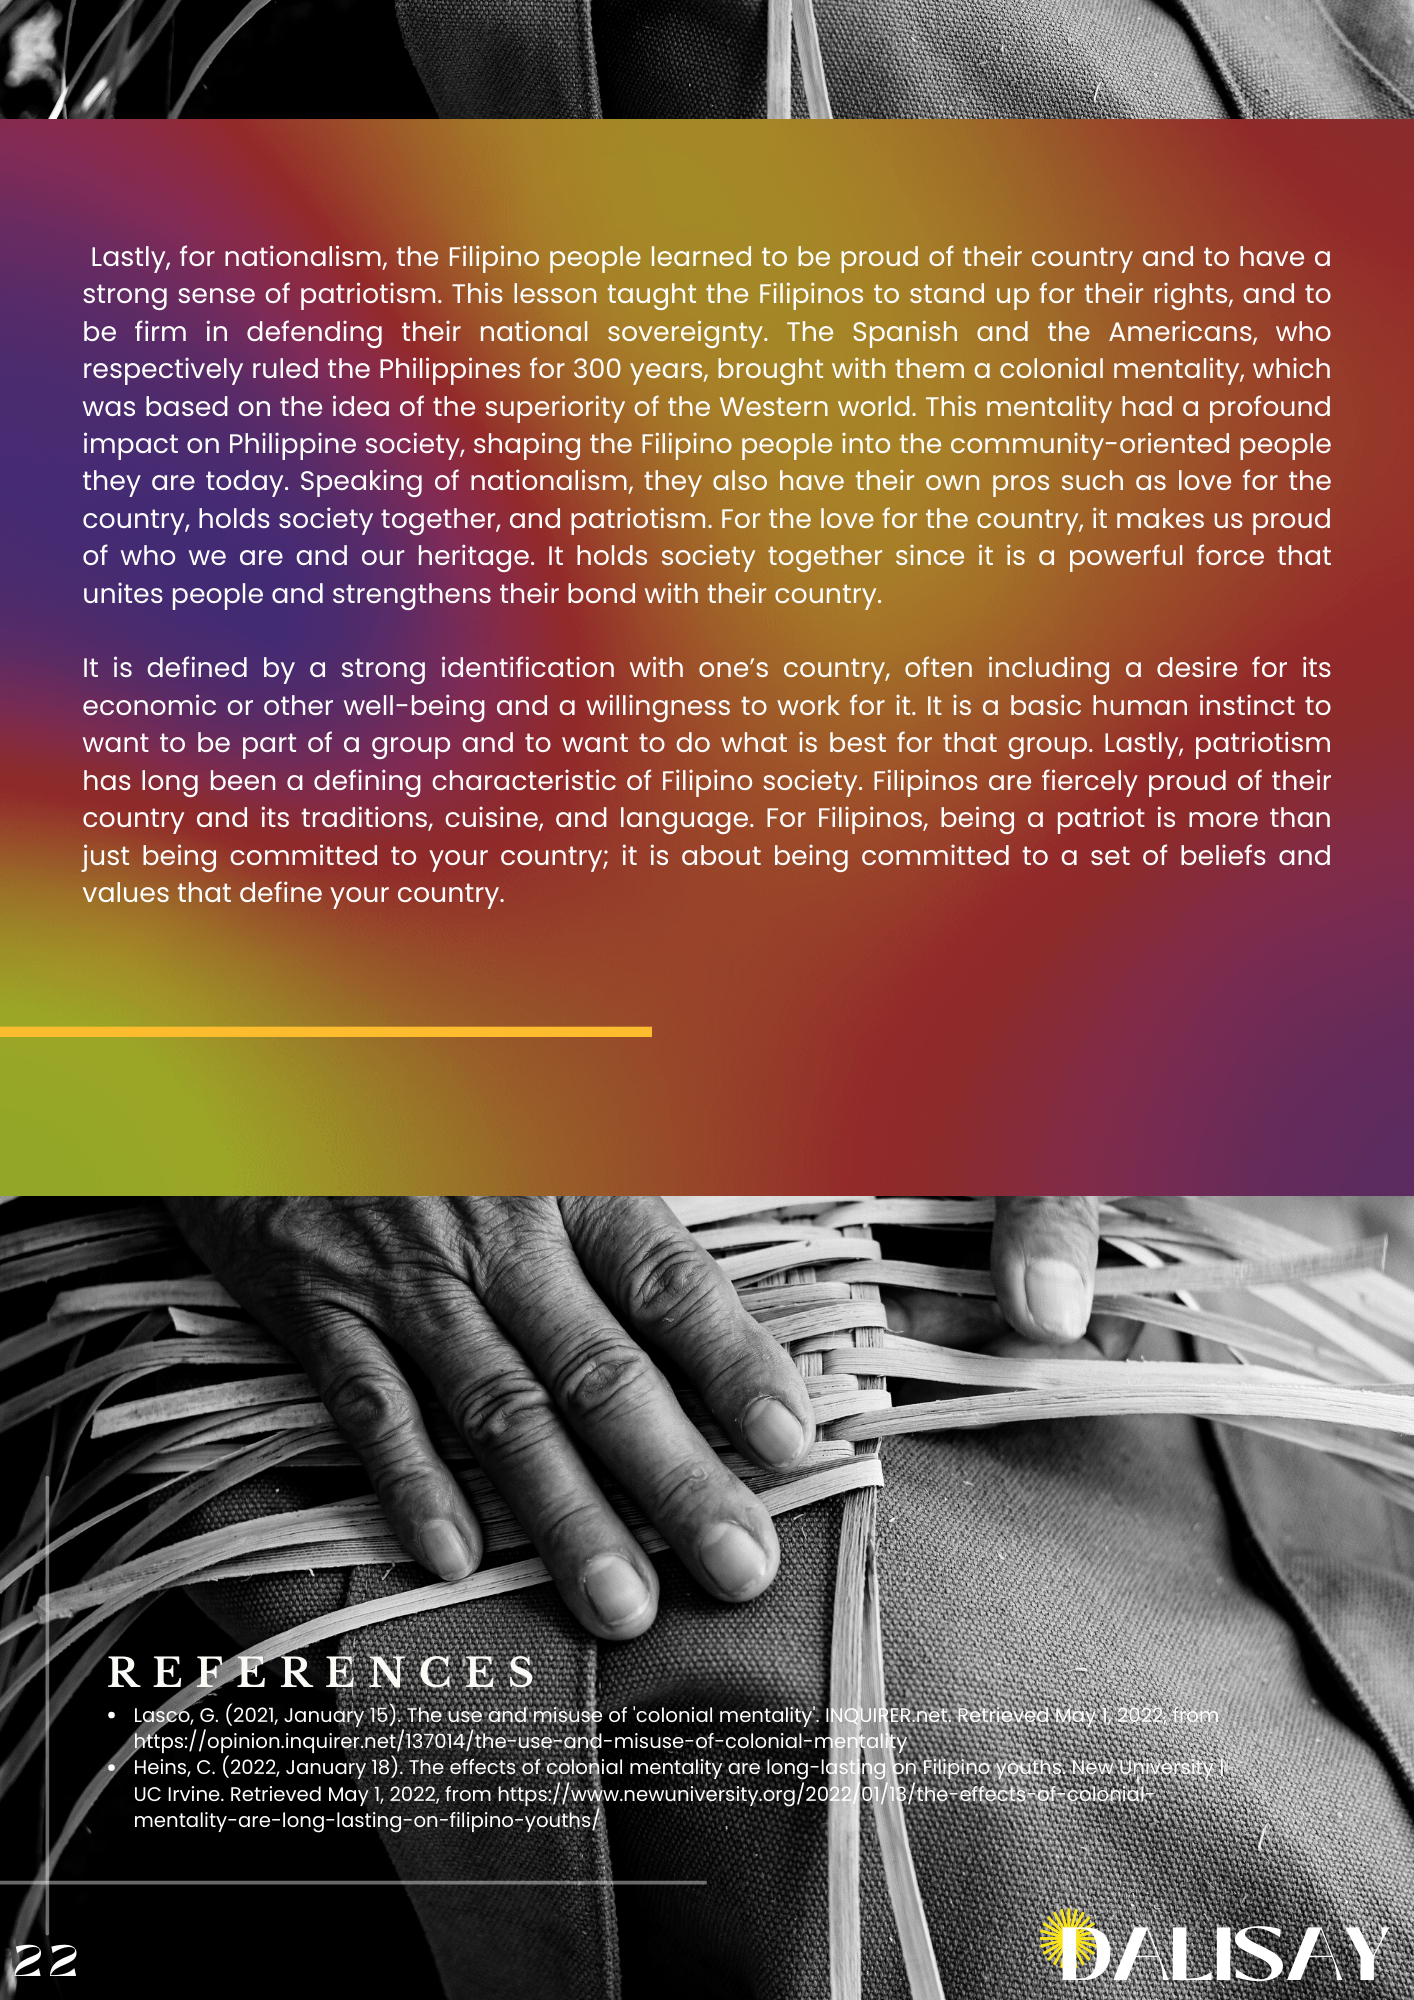 Lastly, for nationalism, the Filipino people learned to be proud of their country and to have a
strong sense of patriotism. This lesson taught the Filipinos to stand up for their rights, and to
be firm in defending their national sovereignty. The Spanish and the Americans, who
respectively ruled the Philippines for 300 years, brought with them a colonial mentality, which
was based on the idea of the superiority of the Western world. This mentality had a profound
impact on Philippine society, shaping the Filipino people into the community-oriented people
they are today. Speaking of nationalism, they also have their own pros such as love for the
country, holds society together, and patriotism. For the love for the country, it makes us proud
of who we are and our heritage. It holds society together since it is a powerful force that
unites people and strengthens their bond with their country.
It is defined by a strong identification with one’s country, often including a desire for its
economic or other well-being and a willingness to work for it. It is a basic human instinct to
want to be part of a group and to want to do what is best for that group. Lastly, patriotism
has long been a defining characteristic of Filipino society. Filipinos are fiercely proud of their
country and its traditions, cuisine, and language. For Filipinos, being a patriot is more than
just being committed to your country; it is about being committed to a set of beliefs and
values that define your country.
REFERENCES
• Lasco, G. (2021, January 15). The use and misuse of 'colonial mentality'. INQUIRER.net. Retrieved May 1, 2022, from
https://opinion.inquirer.net/137014/the-use-and-misuse-of-colonial-mentality
• Heins, C. (2022, January 18). The effects of colonial mentality are long-lasting on Filipino youths. New University |
UC Irvine. Retrieved May 1, 2022, from https://www.newuniversity.org/2022/01/13/the-effects-of-colonial-
mentality-are-long-lasting-on-filipino-youths/
22
DALISAY